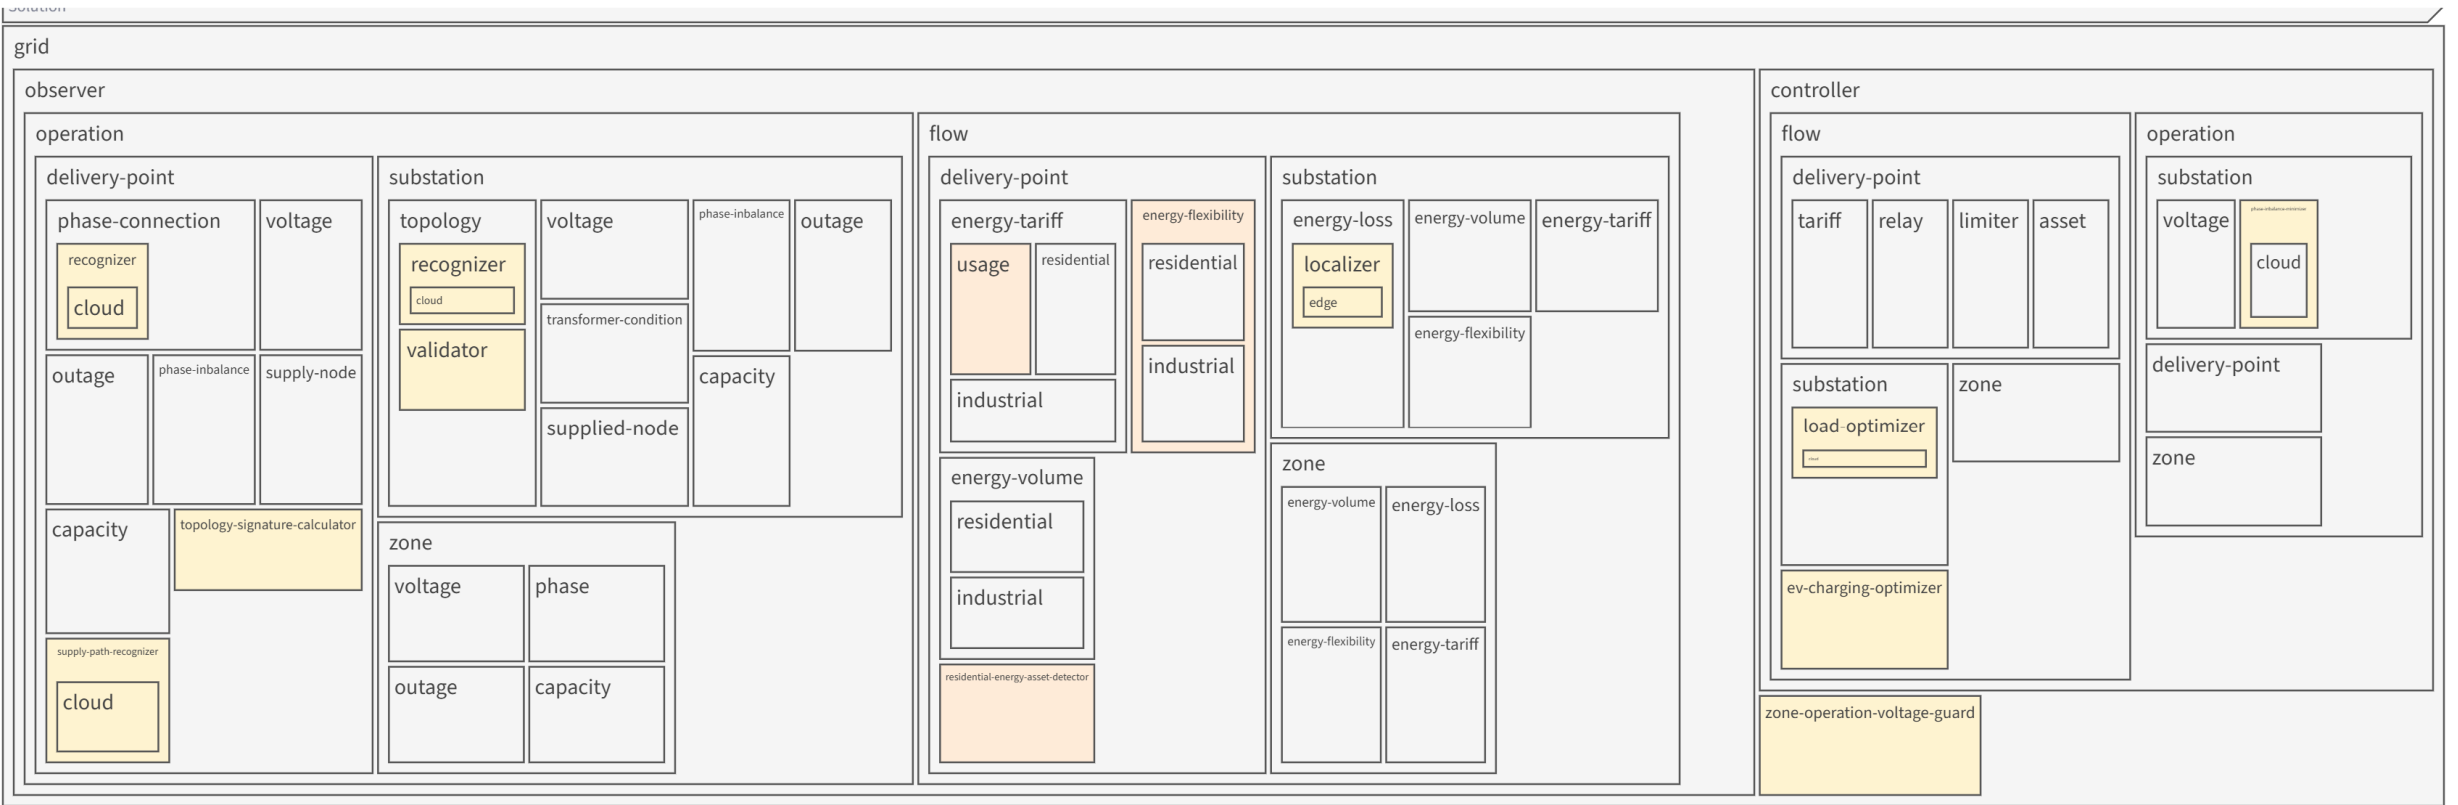 Solution
grid
observer
operation
delivery-point
phase-connection
recognizer
cloud
voltage
outage
phase-inbalance
supply-node
capacity
topology-signature-calculator
supply-path-recognizer
cloud
substation
topology
recognizer
cloud
validator
voltage
transformer-condition
supplied-node
phase-inbalance
capacity
outage
zone
voltage
phase
outage
capacity
flow
delivery-point
energy-tariff
usage
residential
industrial
energy-flexibility
residential
industrial
energy-volume
residential
industrial
residential-energy-asset-detector
substation
energy-loss
localizer
edge
energy-volume
energy-flexibility
energy-tariff
zone
energy-volume
energy-loss
energy-flexibility
energy-tariff
controller
flow
delivery-point
tariff
relay
limiter
asset
substation
load-optimizer
cloud
zone
ev-charging-optimizer
operation
substation
voltage
cloud
delivery-point
zone
zone-operation-voltage-guard